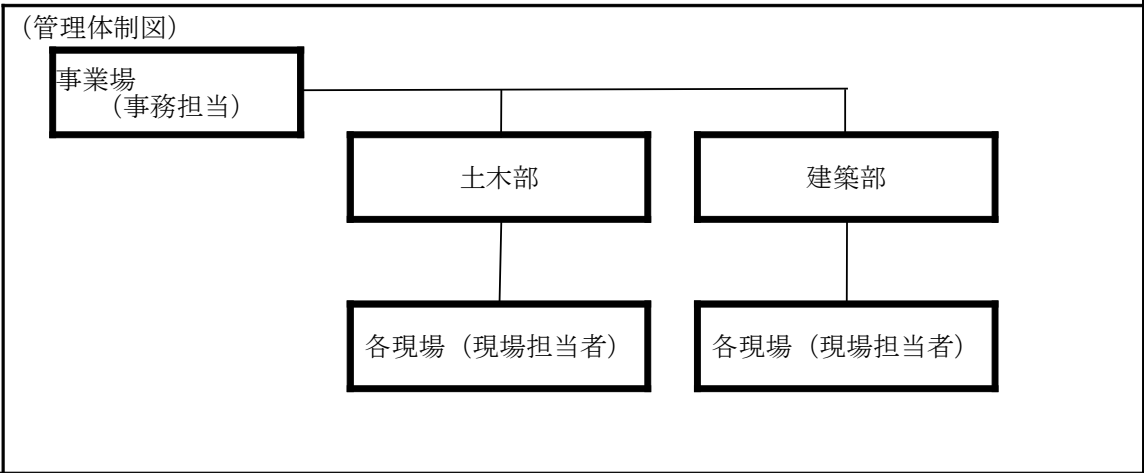 （管理体制図）
事業場
（事務担当）
土木部
建築部
各現場（現場担当者）
各現場（現場担当者）